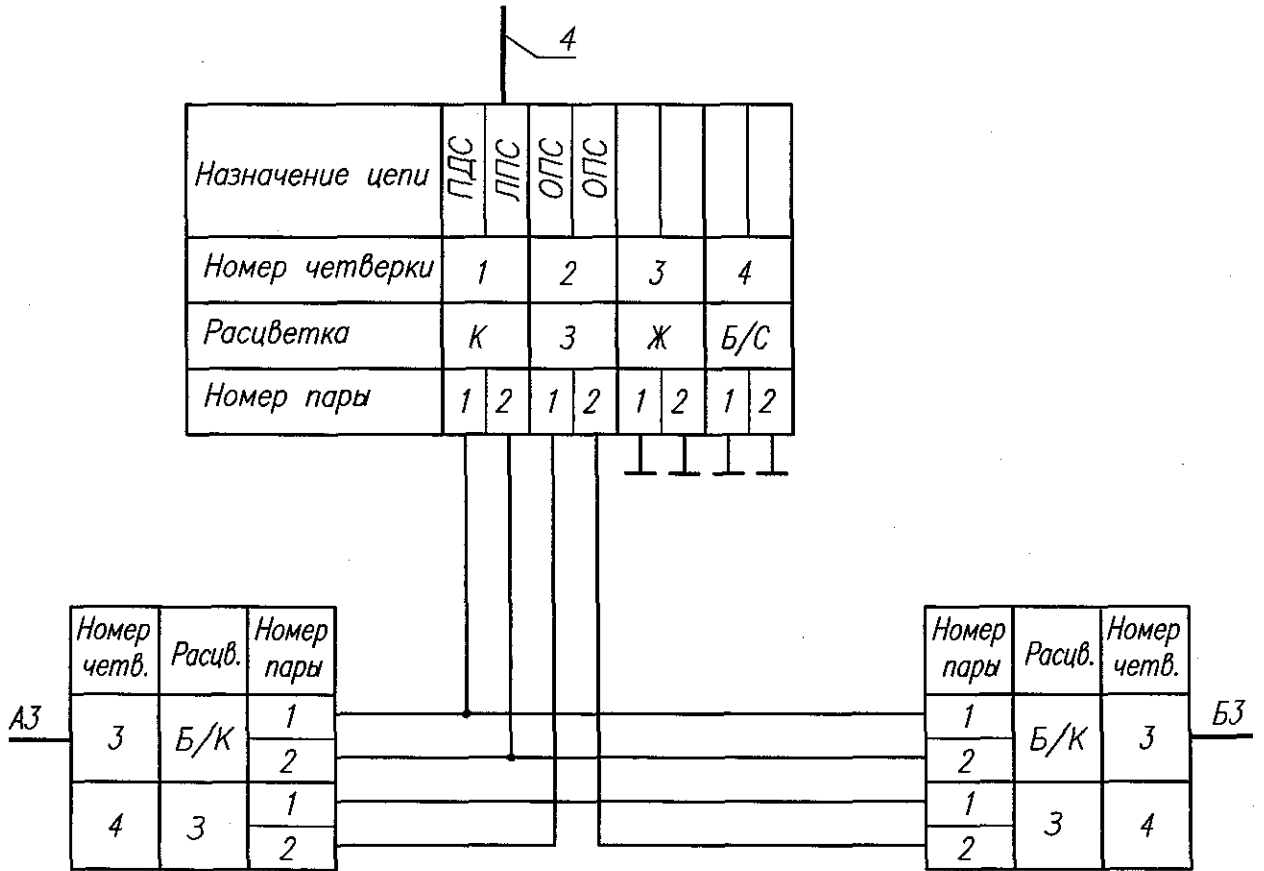 4
Назначение цепи ПДС ЛПС ОПС ОПС
Номер четверки 1 2 3 4
Расцветка К З Ж Б/С
Номер пары 1 2 1 2 1 2 1 2
Номер четв. Расцв. Номер пары
А3
3 Б/К 1
2
4 З 1
2
Номер пары Расцв. Номер четв.
1 Б/К 3
2
1 З 4
2
Б3